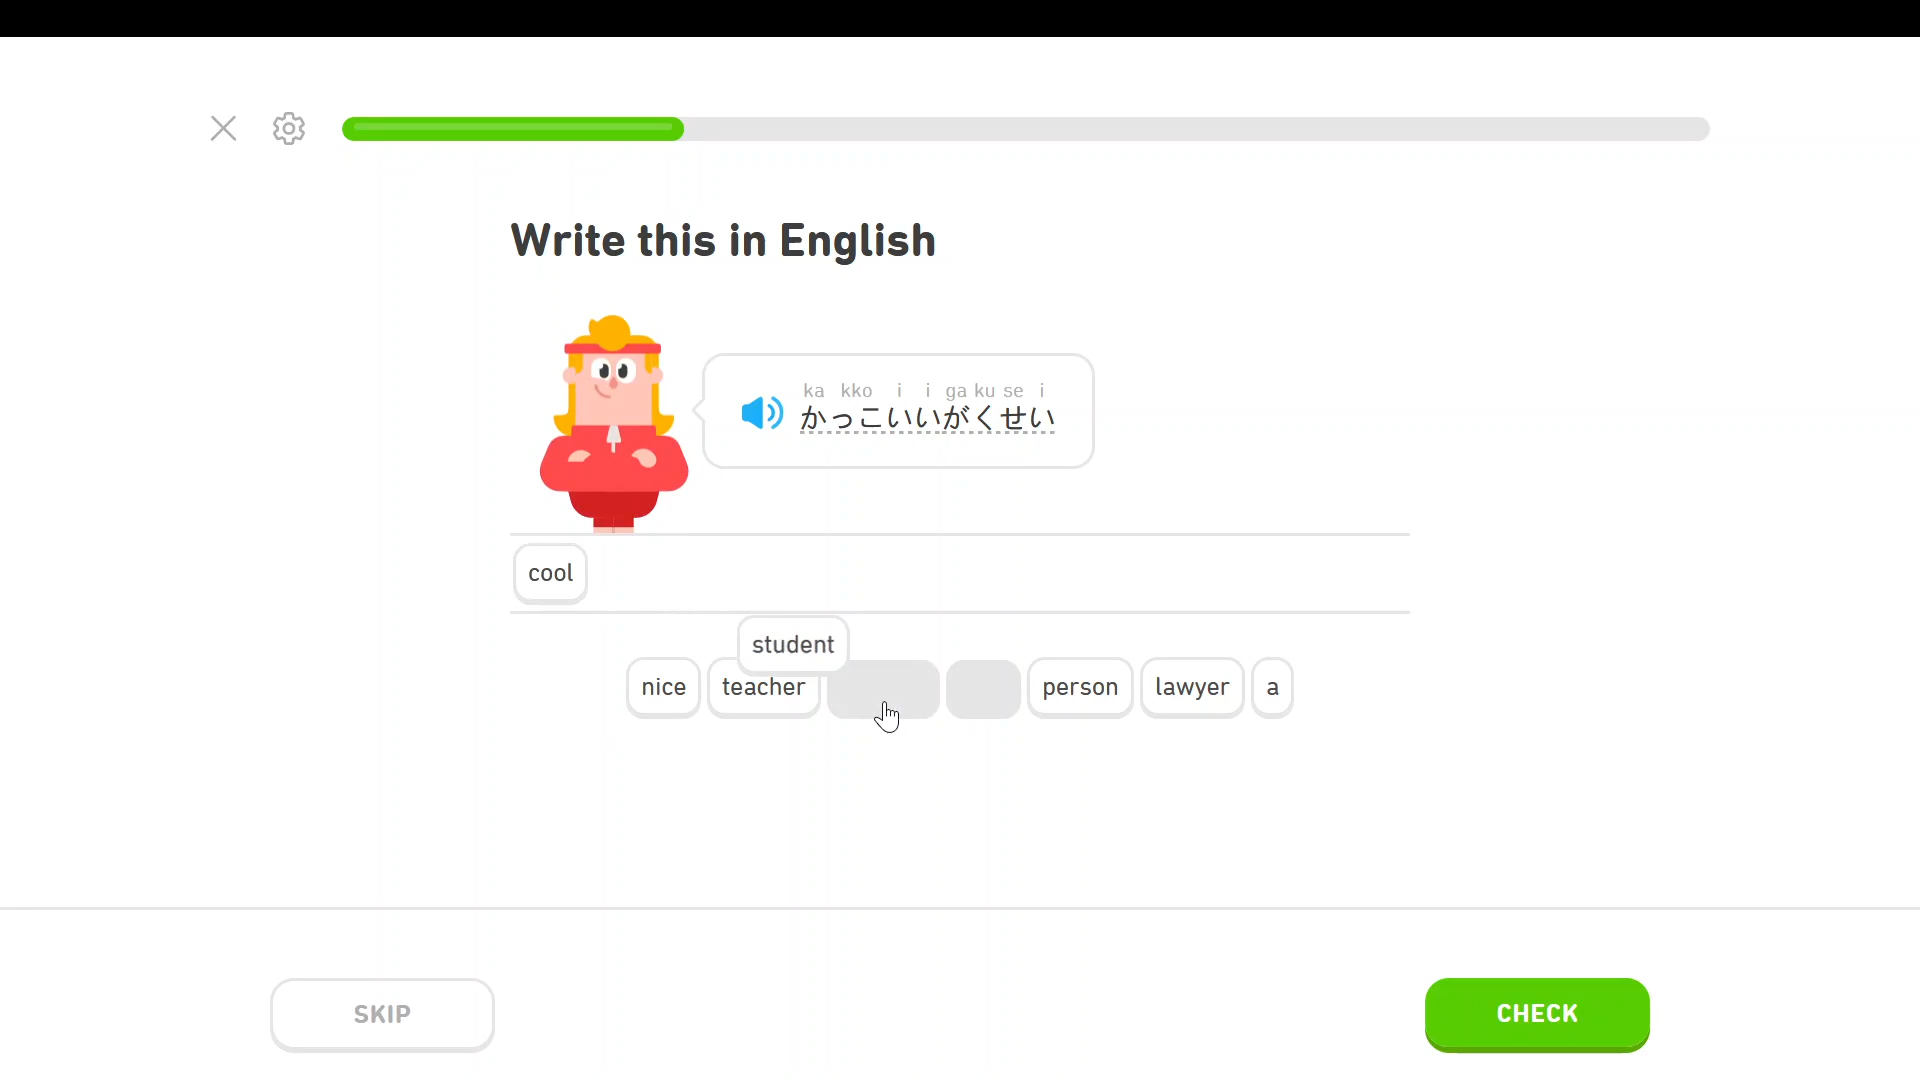 Write this in English
ka kko i i ga ku se i
かっこいいがくせい
cool
student
nice teacher person lawyer a
SKIP CHECK